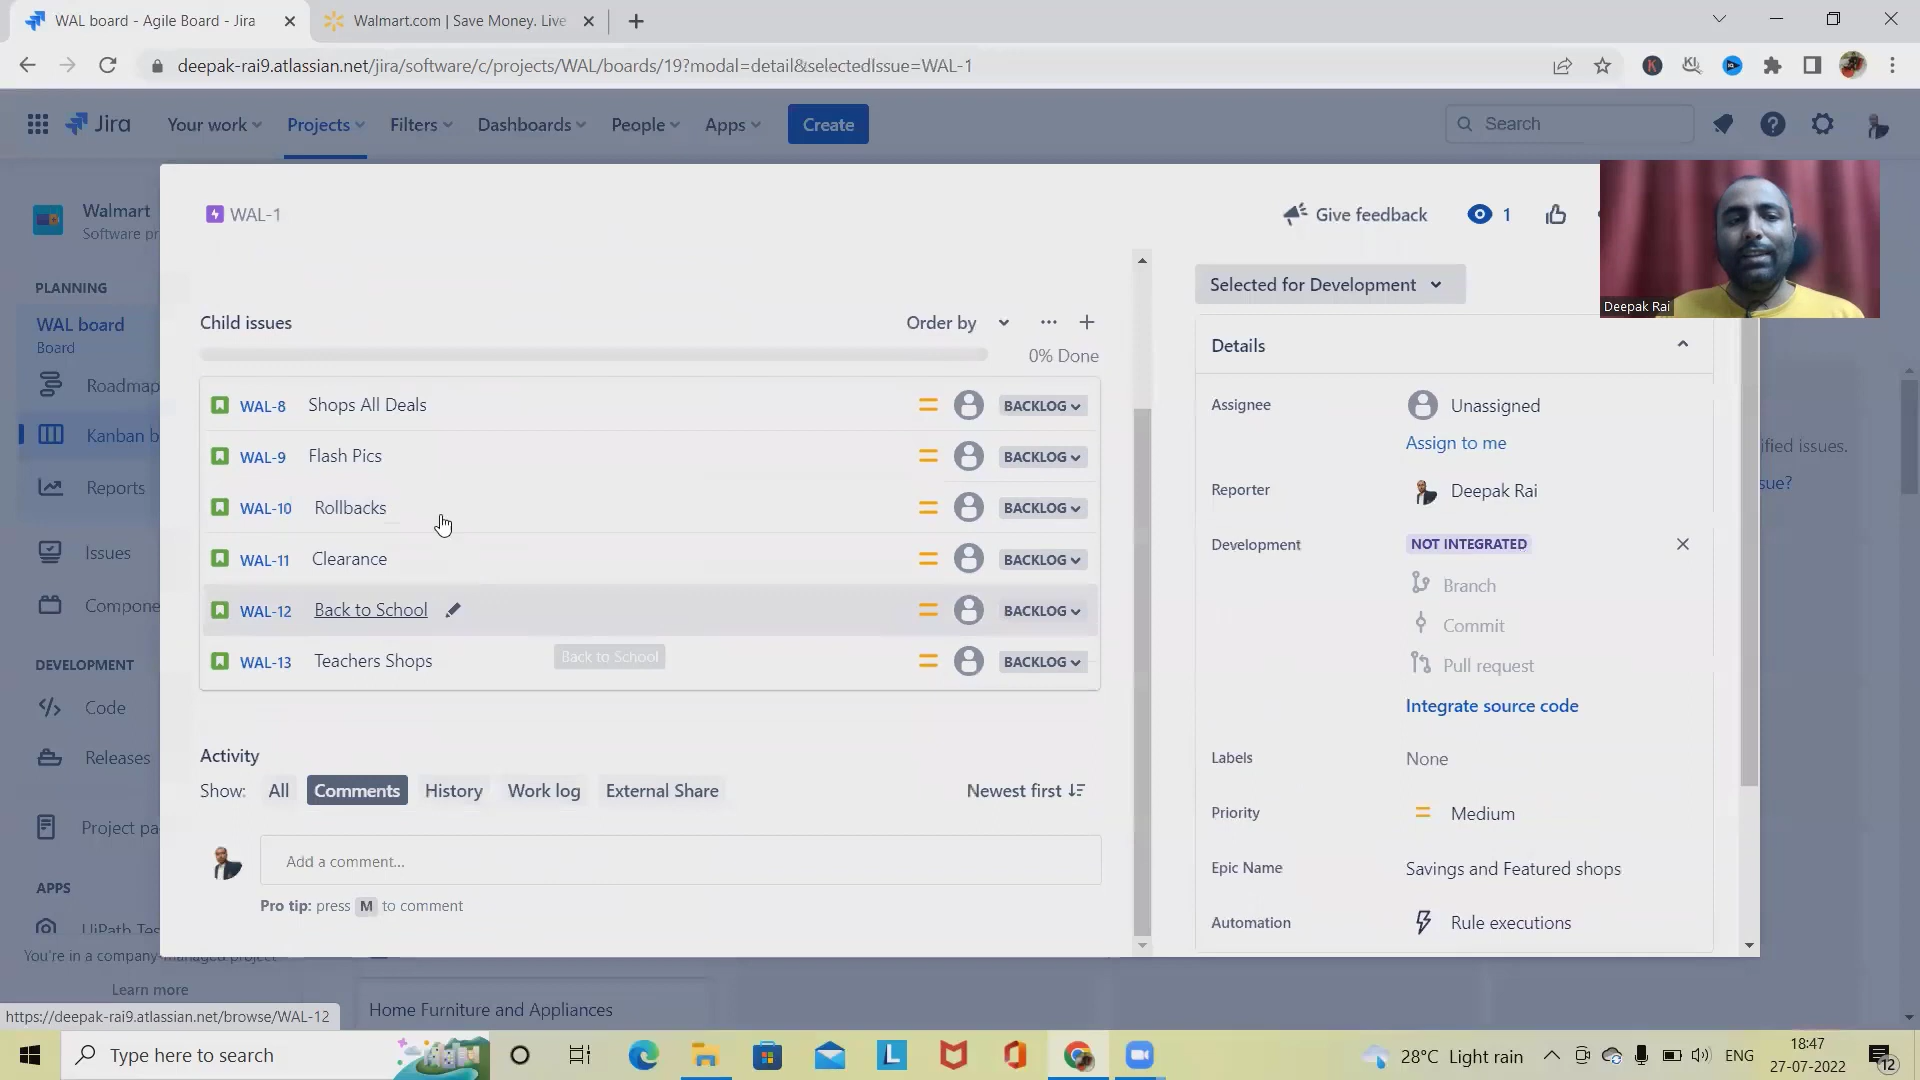 WAL board - Agile Board - Jira
Walmart.com | Save Money. Live
deepak-rai9.atlassian.net/jira/software/c/projects/WAL/boards/19?modal=detail&selectedIssue=WAL-1
Jira
Your work
Projects
Filters
Dashboards
People
Apps
Create
Search
Walmart
Software pr
PLANNING
WAL board
Board
Roadmap
Kanban b
Reports
Issues
Compone
DEVELOPMENT
Code
Releases
Project pa
APPS
UiPath Tes
You're in a company-managed project
Learn more
https://deepak-rai9.atlassian.net/browse/WAL-12
WAL-1
Give feedback
1
Deepak Rai
Child issues
Order by
0% Done
WAL-8 Shops All Deals BACKLOG
WAL-9 Flash Pics BACKLOG
WAL-10 Rollbacks BACKLOG
WAL-11 Clearance BACKLOG
WAL-12 Back to School BACKLOG
WAL-13 Teachers Shops BACKLOG
Back to School
Activity
Show: All Comments History Work log External Share
Newest first
Add a comment...
Pro tip: press M to comment
Selected for Development
Details
Assignee Unassigned
Assign to me
Reporter Deepak Rai
Development NOT INTEGRATED
Branch
Commit
Pull request
Integrate source code
Labels None
Priority Medium
Epic Name Savings and Featured shops
Automation Rule executions
ified issues.
sue?
Home Furniture and Appliances
Type here to search
28°C Light rain
ENG
18:47
27-07-2022
12